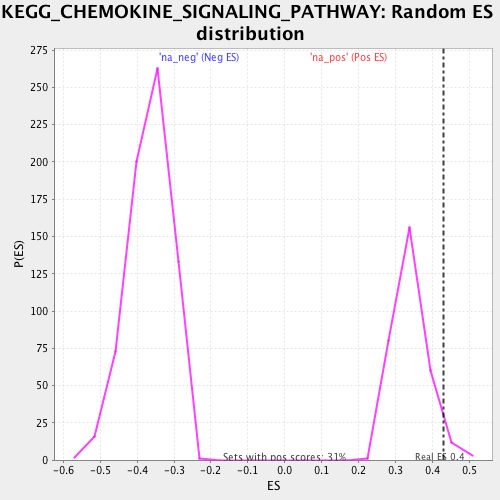 KEGG_CHEMOKINE_SIGNALING_PATHWAY: Random ES
distribution
'na_neg' (Neg ES) 'na_pos' (Pos ES)
275
250
225
200
175
150
125
100
75
50
25
0
P(ES)
Sets with pos scores: 31%
Real ES 0.4
-0.6 -0.5 -0.4 -0.3 -0.2 -0.1 0.0 0.1 0.2 0.3 0.4 0.5
ES